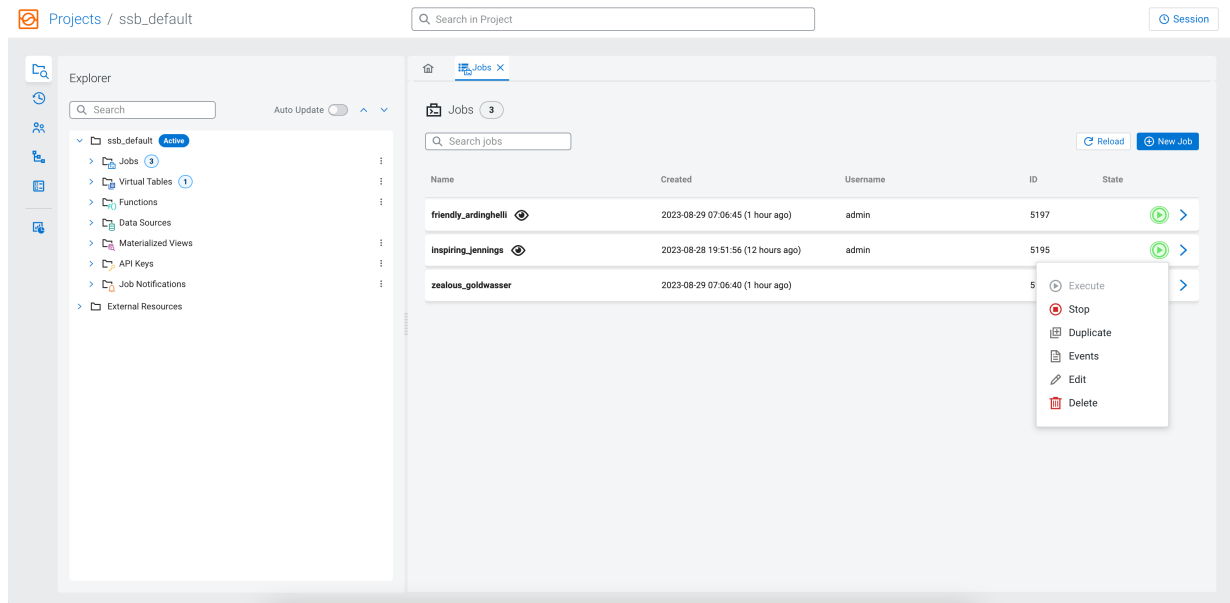 Projects / ssb_default
Search in Project
Session
Explorer
Search
Auto Update
ssb_default Active
Jobs 3
Virtual Tables 1
Functions
Data Sources
Materialized Views
API Keys
Job Notifications
External Resources
Jobs
Jobs 3
Search jobs
Reload
New Job
Name Created Username ID State
friendly_ardinghelli 2023-08-29 07:06:45 (1 hour ago) admin 5197
inspiring_jennings 2023-08-28 19:51:56 (12 hours ago) admin 5195
zealous_goldwasser 2023-08-29 07:06:40 (1 hour ago)
Execute
Stop
Duplicate
Events
Edit
Delete